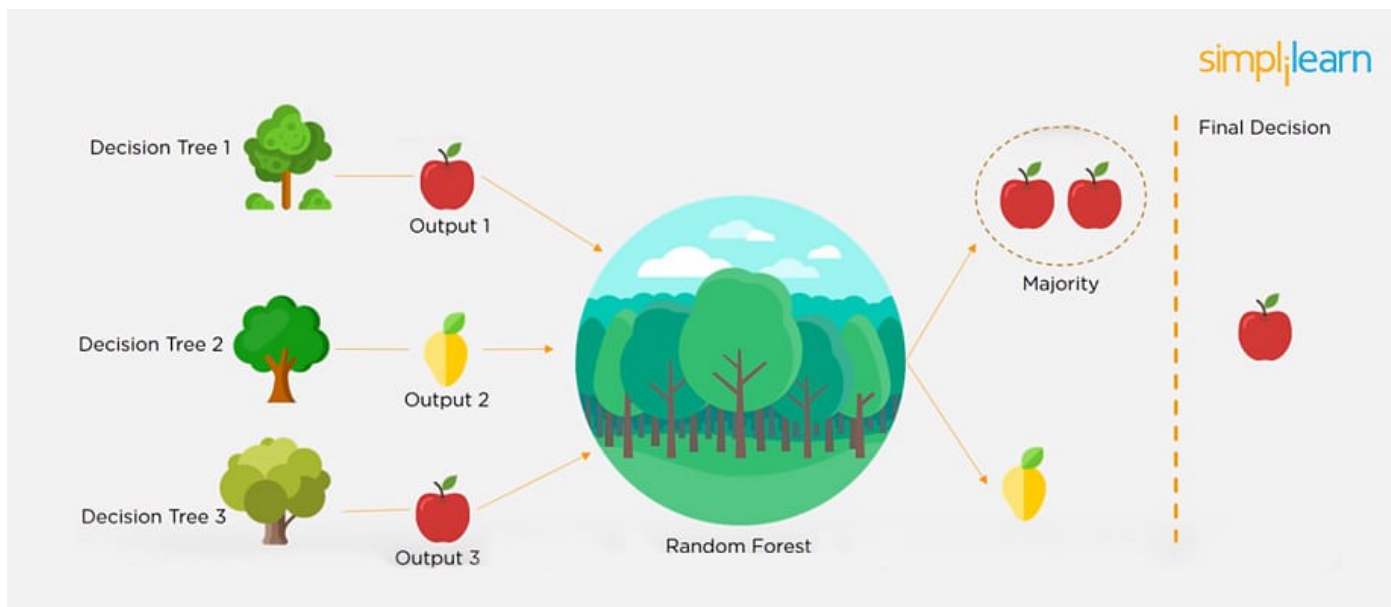 simplilearn
Decision Tree 1
Output 1
Decision Tree 2
Output 2
Decision Tree 3
Output 3
Random Forest
Majority
Final Decision